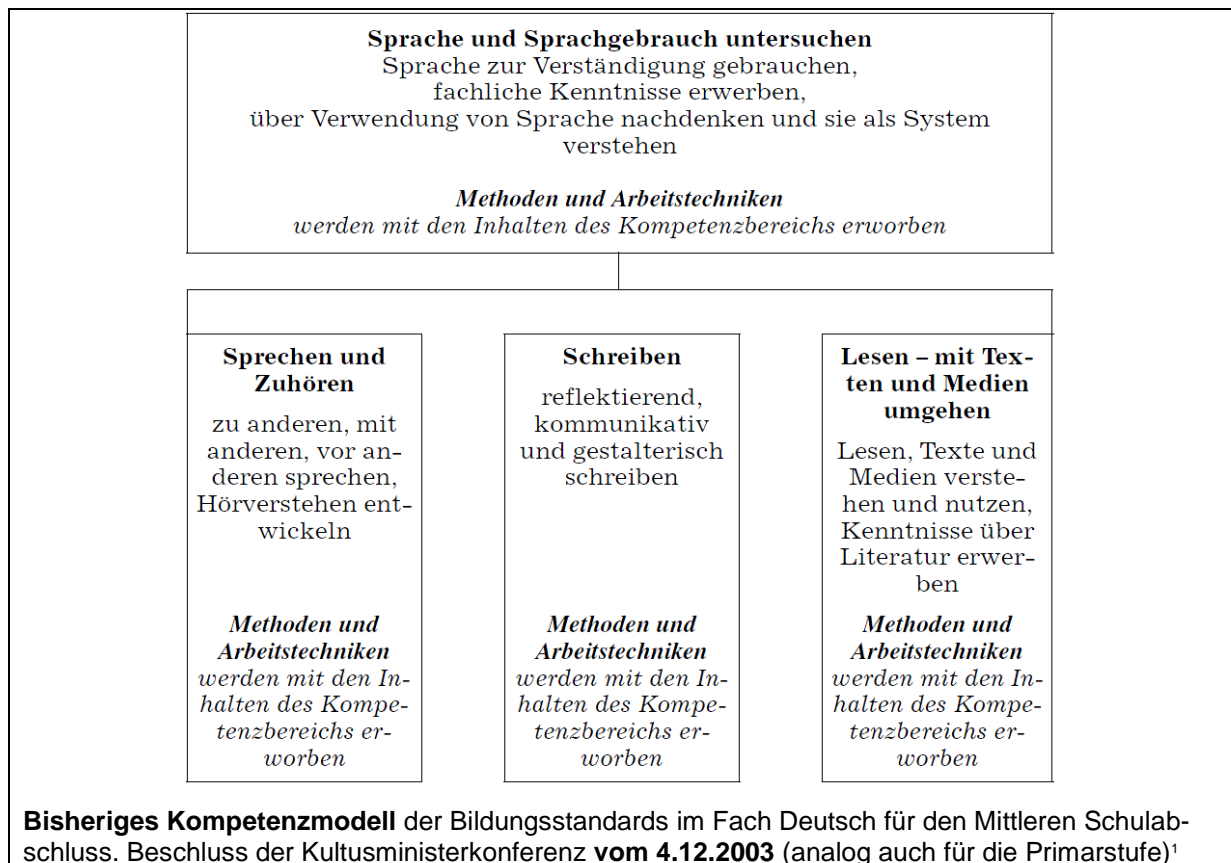 Sprache und Sprachgebrauch untersuchen
Sprache zur Verständigung gebrauchen,
fachliche Kenntnisse erwerben,
über Verwendung von Sprache nachdenken und sie als System
verstehen
Methoden und Arbeitstechniken
werden mit den Inhalten des Kompetenzbereichs erworben
Sprechen und
Zuhören
zu anderen, mit
anderen, vor an-
deren sprechen,
Hörverstehen ent-
wickeln
Methoden und
Arbeitstechniken
werden mit den In-
halten des Kompe-
tenzbereichs er-
worben
Schreiben
reflektierend,
kommunikativ
und gestalterisch
schreiben
Methoden und
Arbeitstechniken
werden mit den In-
halten des Kompe-
tenzbereichs er-
worben
Lesen – mit Tex-
ten und Medien
umgehen
Lesen, Texte und
Medien verste-
hen und nutzen,
Kenntnisse über
Literatur erwer-
ben
Methoden und
Arbeitstechniken
werden mit den In-
halten des Kompe-
tenzbereichs er-
worben
Bisheriges Kompetenzmodell der Bildungsstandards im Fach Deutsch für den Mittleren Schulab-
schluss. Beschluss der Kultusministerkonferenz vom 4.12.2003 (analog auch für die Primarstufe)¹